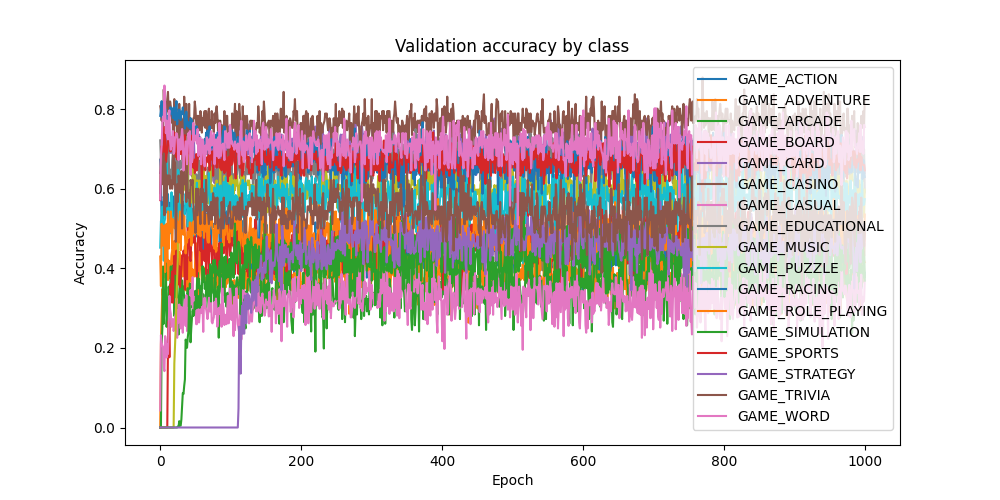 Validation accuracy by class
Accuracy
0.8
0.6
0.4
0.2
0.0
0
200
400
600
800
1000
Epoch
GAME_ACTION
GAME_ADVENTURE
GAME_ARCADE
GAME_BOARD
GAME_CARD
GAME_CASINO
GAME_CASUAL
GAME_EDUCATIONAL
GAME_MUSIC
GAME_PUZZLE
GAME_RACING
GAME_ROLE_PLAYING
GAME_SIMULATION
GAME_SPORTS
GAME_STRATEGY
GAME_TRIVIA
GAME_WORD